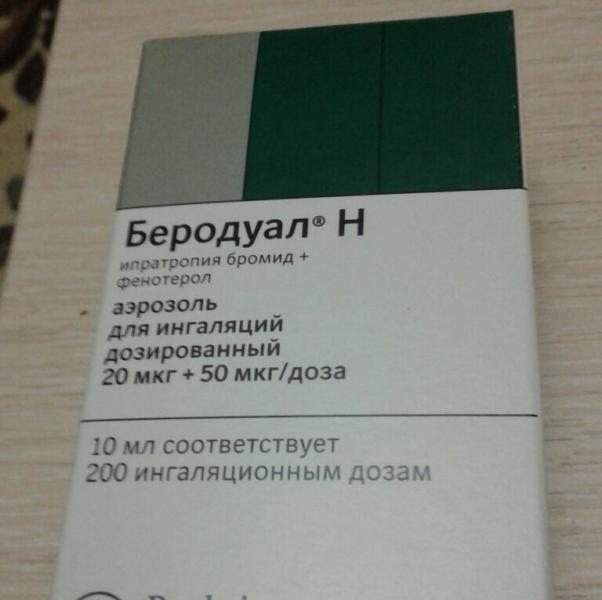 Беродуал® Н
ипратропия бромид +
фенотерол
аэрозоль
для ингаляций
дозированный
20 мкг + 50 мкг/доза
10 мл соответствует
200 ингаляционным дозам